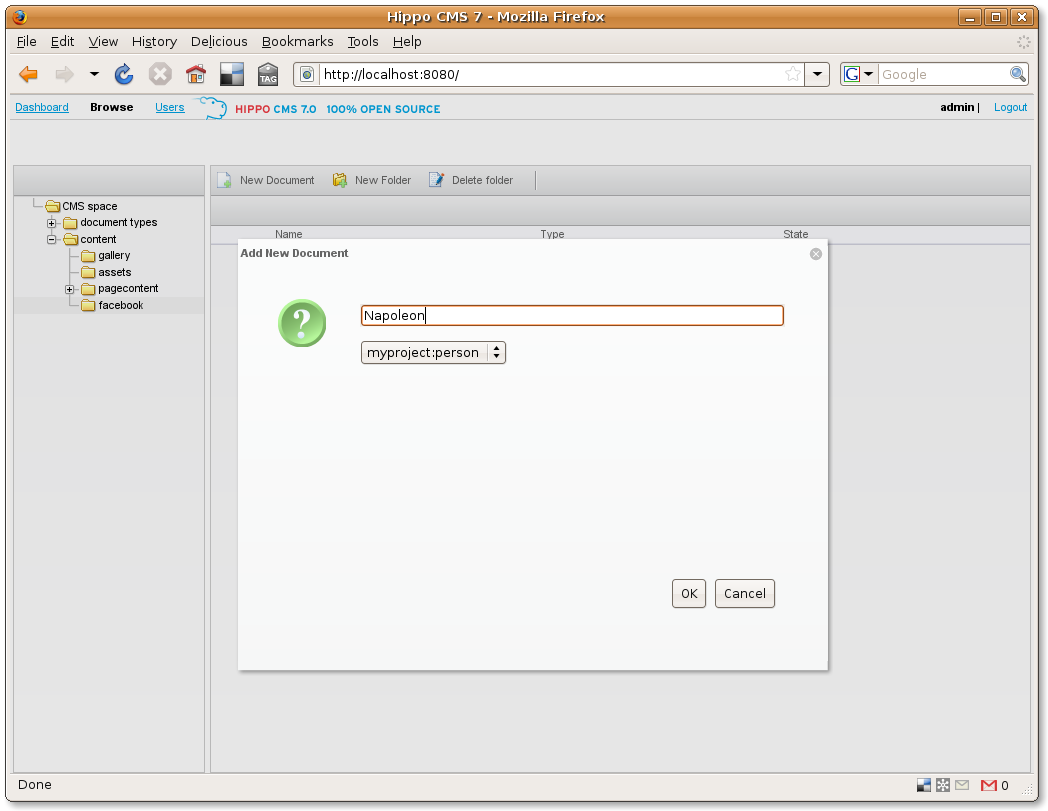 Hippo CMS 7 - Mozilla Firefox
File Edit View History Delicious Bookmarks Tools Help
TAG http://localhost:8080/ G Google
Dashboard Browse Users HIPPO CMS 7.0 100% OPEN SOURCE admin | Logout
New Document New Folder Delete folder
CMS space
document types
content
gallery
assets
pagecontent
facebook
Name Type State
Add New Document
?
Napoleon
myproject:person
OK Cancel
Done 0